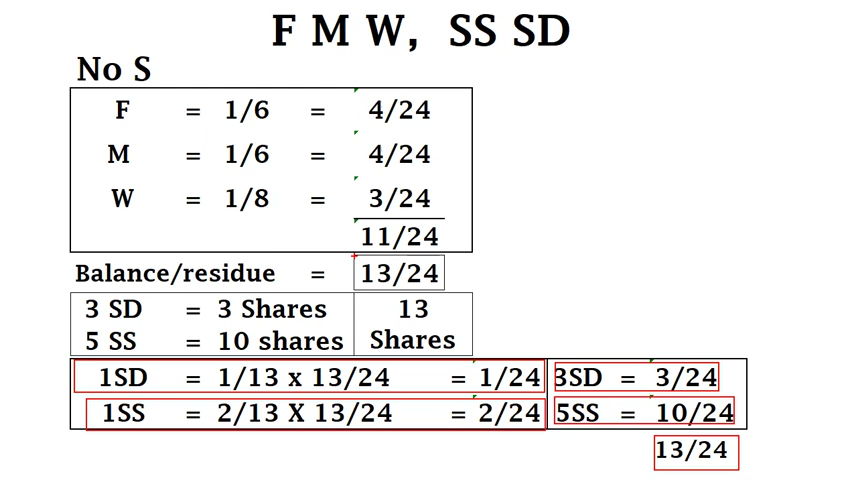 F M W, SS SD
No S
F = 1/6 = 4/24
M = 1/6 = 4/24
W = 1/8 = 3/24
11/24
Balance/residue = 13/24
3 SD = 3 Shares 13
5 SS = 10 shares Shares
1SD = 1/13 x 13/24 = 1/24 3SD = 3/24
1SS = 2/13 X 13/24 = 2/24 5SS = 10/24
13/24